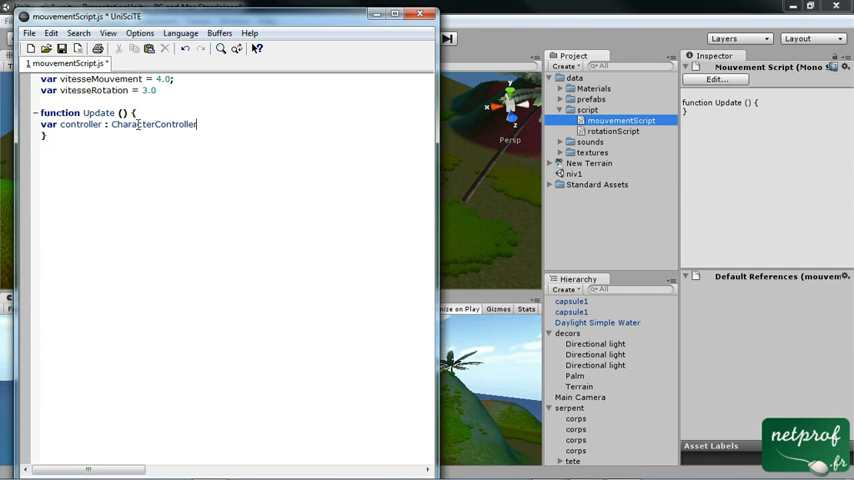 mouvementScript.js * UniSciTE
File Edit Search View Options Language Buffers Help
1 mouvementScript.js *
var vitesseMouvement = 4.0;
var vitesseRotation = 3.0
function Update () {
var controller : CharacterController
}
Layers
Layout
Persp
x
y
z
nize on Play Gizmos Stats
Project
Create
All
data
Materials
prefabs
script
mouvementScript
rotationScript
sounds
textures
New Terrain
niv1
Standard Assets
Hierarchy
Create
All
capsule1
capsule1
Daylight Simple Water
decors
Directional light
Directional light
Directional light
Palm
Terrain
Main Camera
serpent
corps
corps
corps
corps
tete
Inspector
Mouvement Script (Mono S
Edit...
function Update () {
}
Default References (mouvem
Asset Labels
netprof
.fr